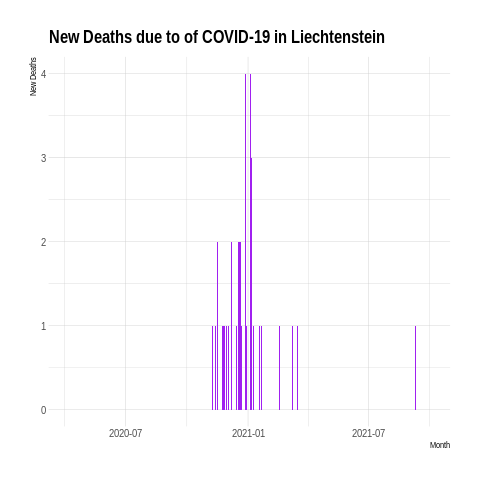 New Deaths due to of COVID-19 in Liechtenstein
New Deaths
4
3
2
1
0
2020-07
2021-01
2021-07
Month